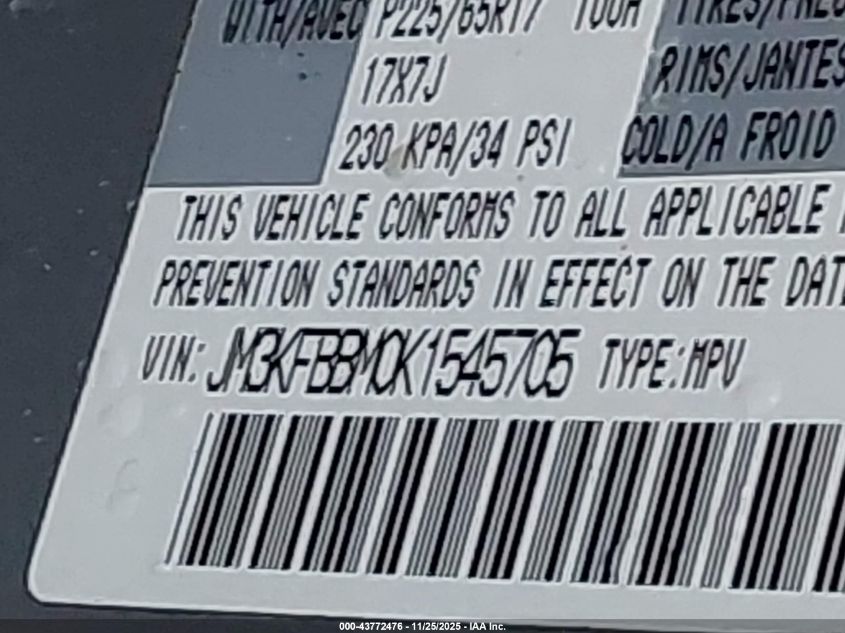 WITH/AVEC P225/65R17 100H TIRES/PNEU
17X7J RIMS/JANTES
230 KPA/34 PSI COLD/A FROID
THIS VEHICLE CONFORMS TO ALL APPLICABLE
PREVENTION STANDARDS IN EFFECT ON THE DATE
VIN: JM3KFBBM0K1545705 TYPE:MPV
000-43772476 - 11/25/2025 - IAA Inc.